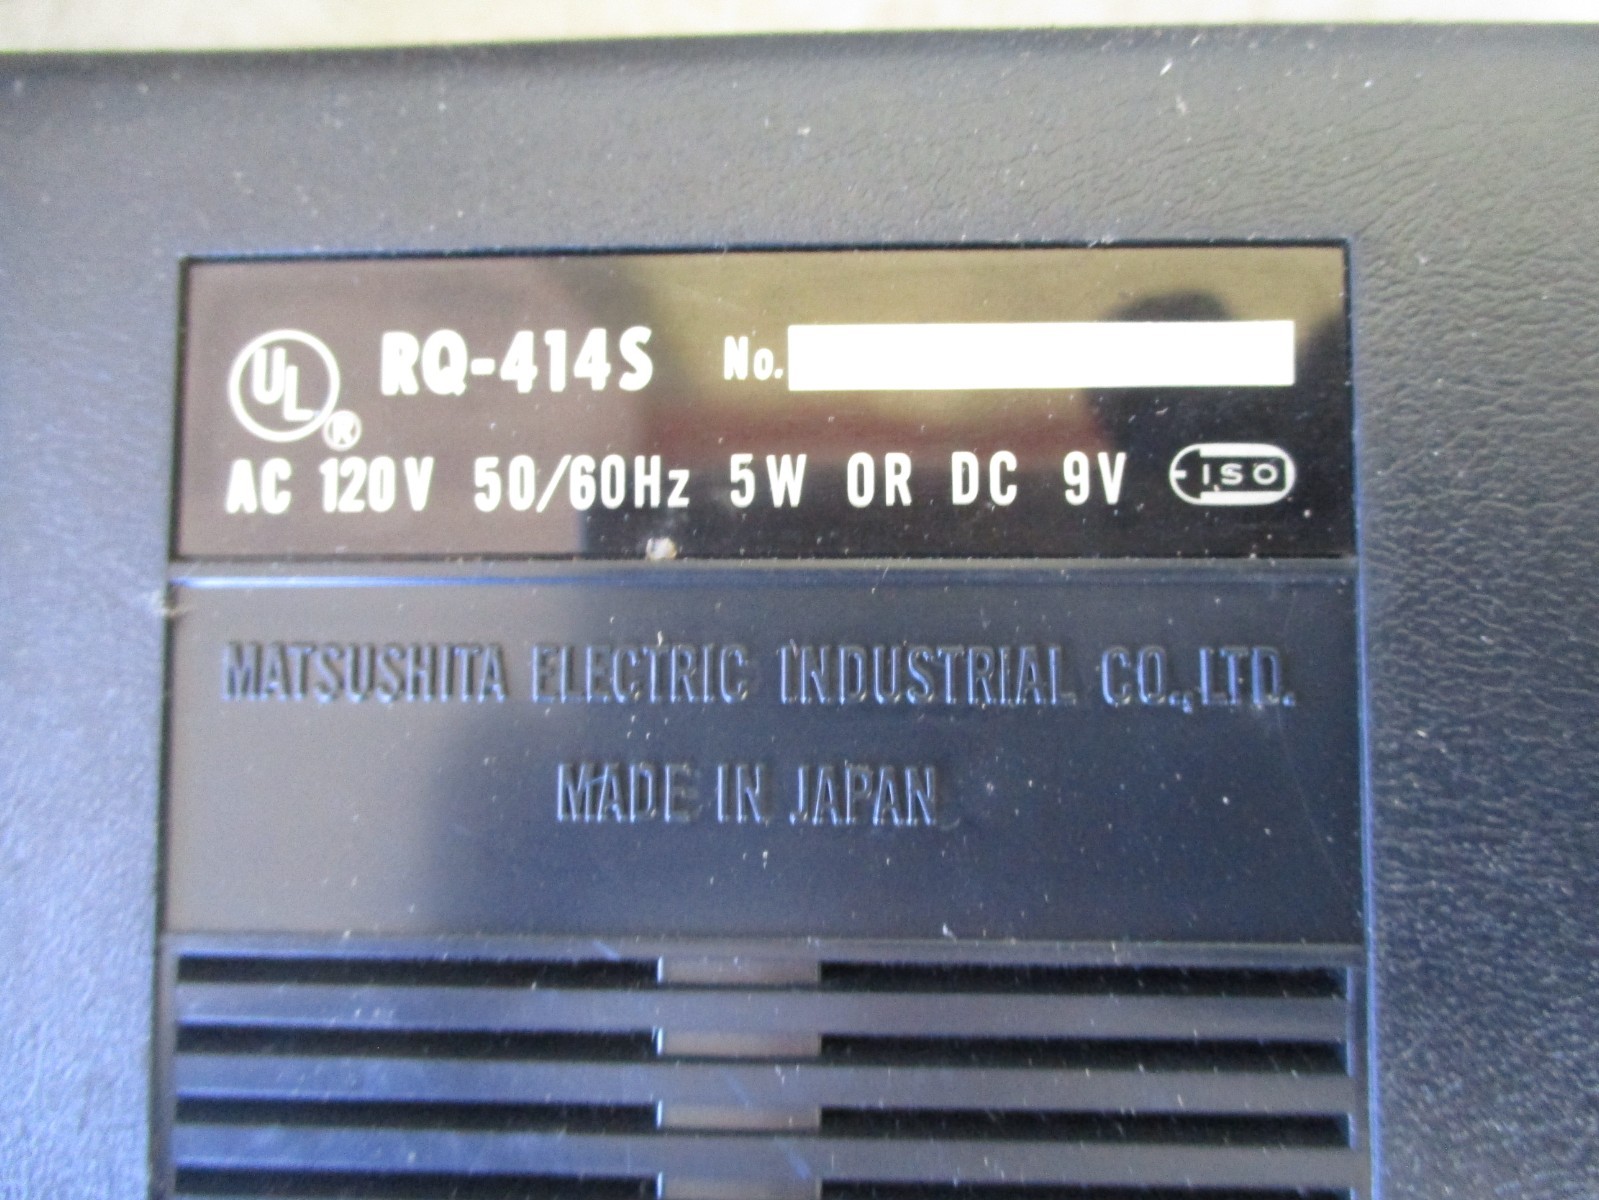 UL ® RQ-414S No.
AC 120V 50/60Hz 5W OR DC 9V ISO
MATSUSHITA ELECTRIC INDUSTRIAL CO., LTD.
MADE IN JAPAN